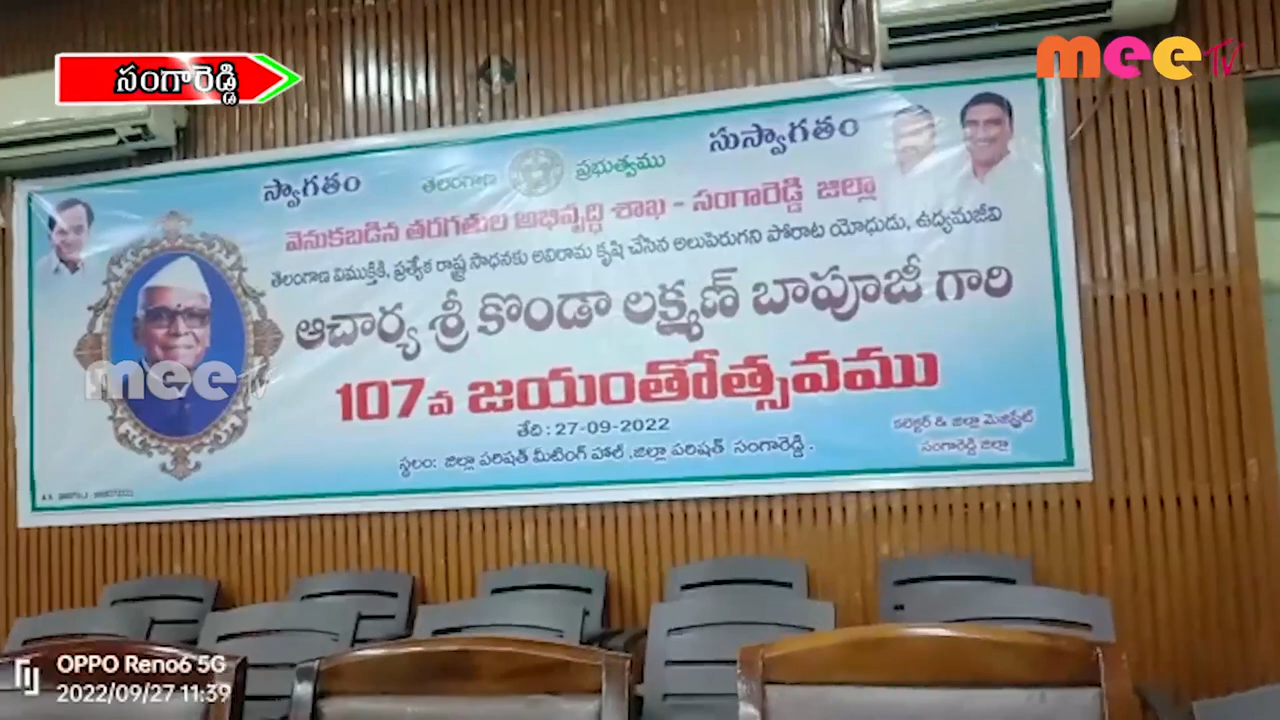 సంగారెడ్డి
mee TV
స్వాగతం
తెలంగాణ ప్రభుత్వము
సుస్వాగతం
వెనుకబడిన తరగతుల అభివృద్ధి శాఖ - సంగారెడ్డి జిల్లా
తెలంగాణ విముక్తికి, ప్రత్యేక రాష్ట్ర సాధనకు అవిరామ కృషి చేసిన అలుపెరుగని పోరాట యోధుడు, ఉద్యమజీవి
ఆచార్య శ్రీ కొండా లక్ష్మణ్ బాపూజీ గారి
mee TV
107వ జయంతోత్సవము
తేది : 27-09-2022
స్థలం: జిల్లా పరిషత్ మీటింగ్ హాల్ ,జిల్లా పరిషత్ సంగారెడ్డి .
కలెక్టర్ & జిల్లా మెజిస్ట్రేట్
సంగారెడ్డి జిల్లా
OPPO Reno6 5G
2022/09/27 11:39